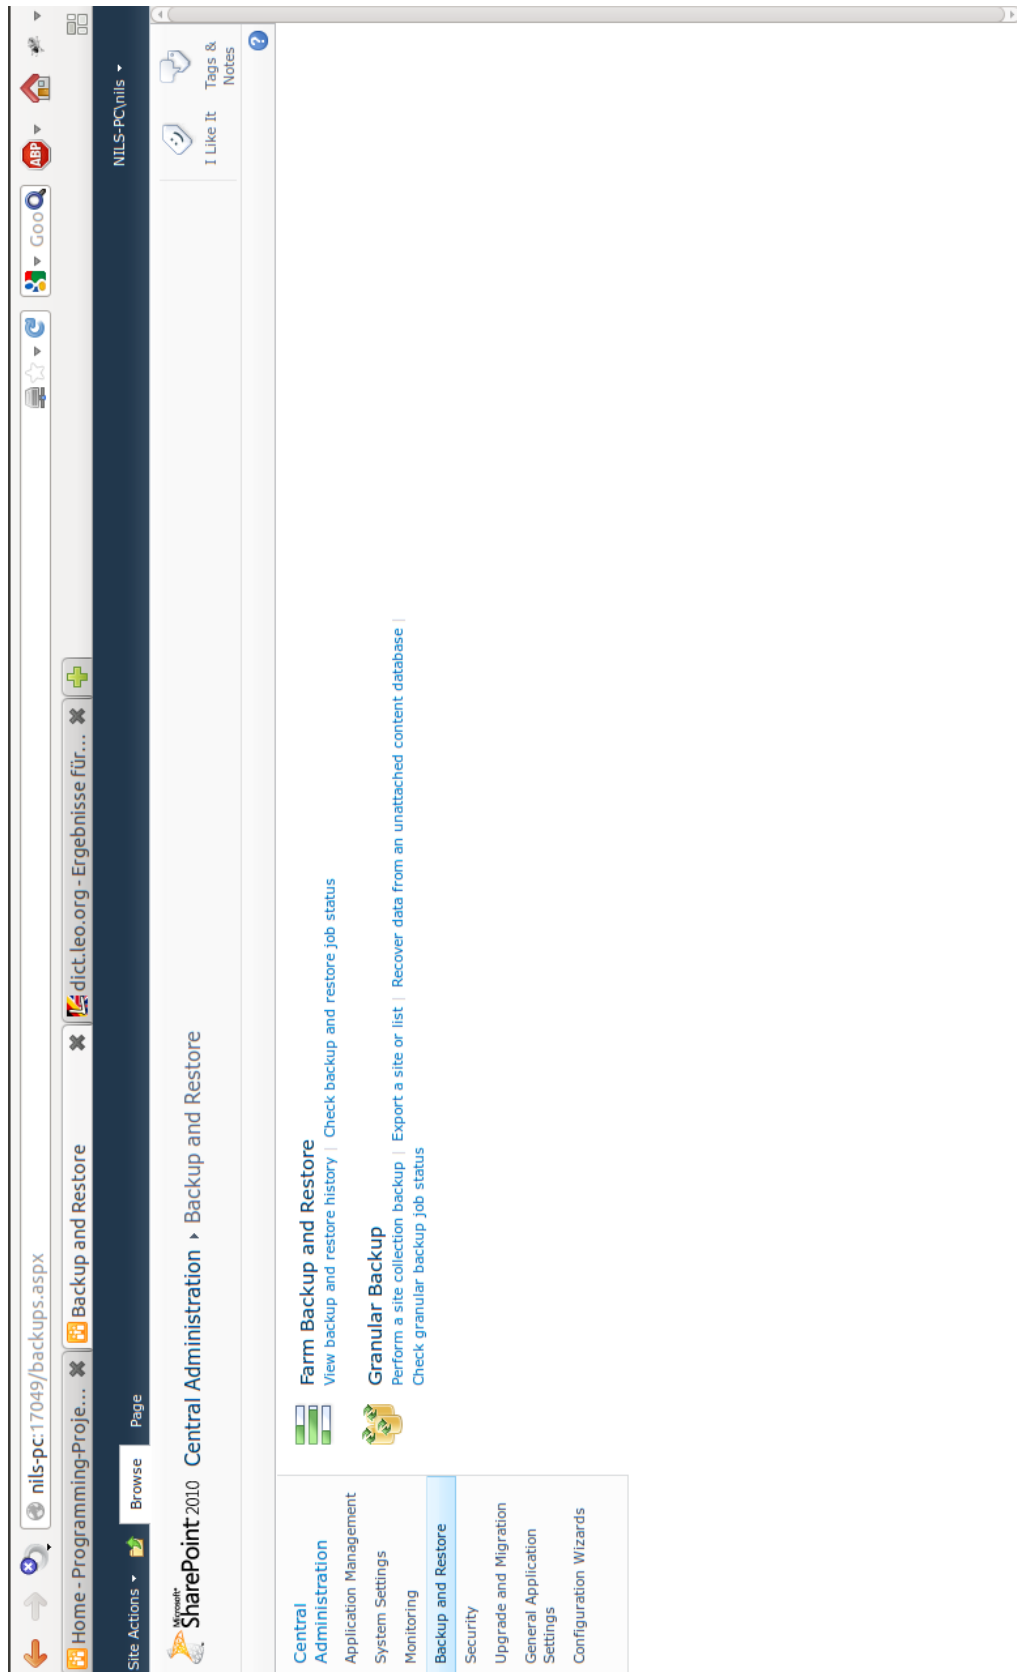 nils-pc:17049/backups.aspx
Goo
ABP
Home - Programming-Proje...
Backup and Restore
dict.leo.org - Ergebnisse für...
Site Actions
Browse
Page
NILS-PC\nils
Microsoft
SharePoint 2010
Central Administration ▸ Backup and Restore
I Like It
Tags &
Notes
Central
Administration
Application Management
System Settings
Monitoring
Backup and Restore
Security
Upgrade and Migration
General Application
Settings
Configuration Wizards
Farm Backup and Restore
View backup and restore history | Check backup and restore job status
Granular Backup
Perform a site collection backup | Export a site or list | Recover data from an unattached content database |
Check granular backup job status